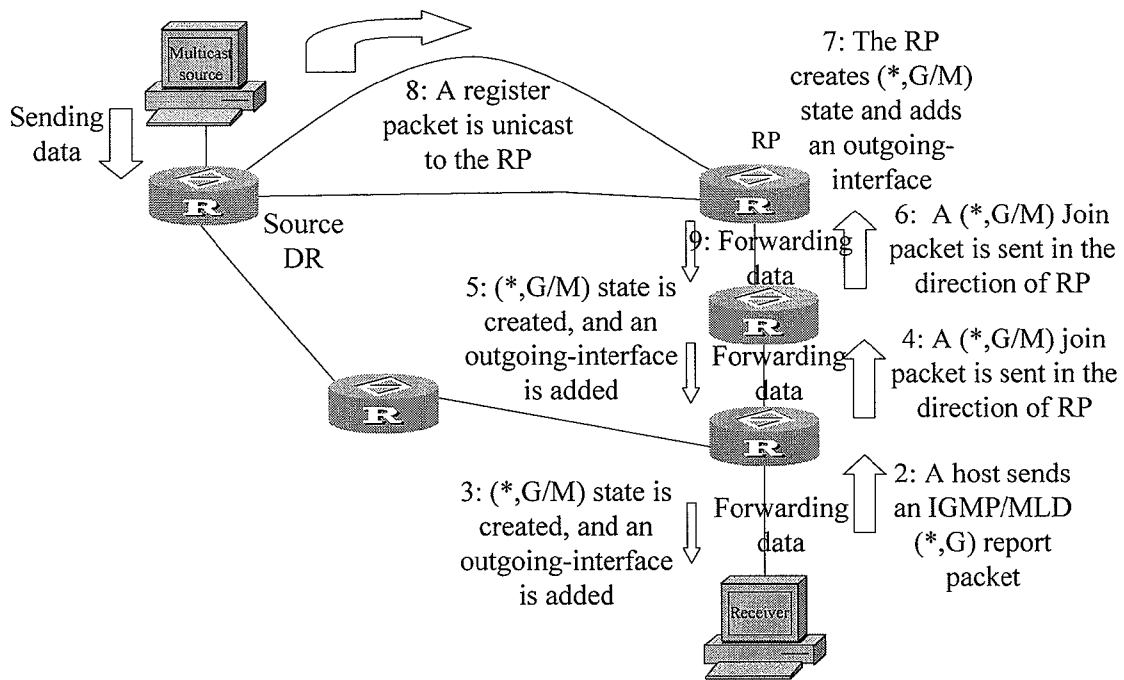 Multicast
source
Sending
data
8: A register
packet is unicast
to the RP
7: The RP
creates (*,G/M)
state and adds
an outgoing-
interface
RP
R
R
Source
DR
6: A (*,G/M) Join
packet is sent in the
direction of RP
9: Forwarding
data
5: (*,G/M) state is
created, and an
outgoing-interface
is added
R
Forwarding
data
4: A (*,G/M) join
packet is sent in the
direction of RP
R
R
3: (*,G/M) state is
created, and an
outgoing-interface
is added
Forwarding
data
2: A host sends
an IGMP/MLD
(*,G) report
packet
Receiver